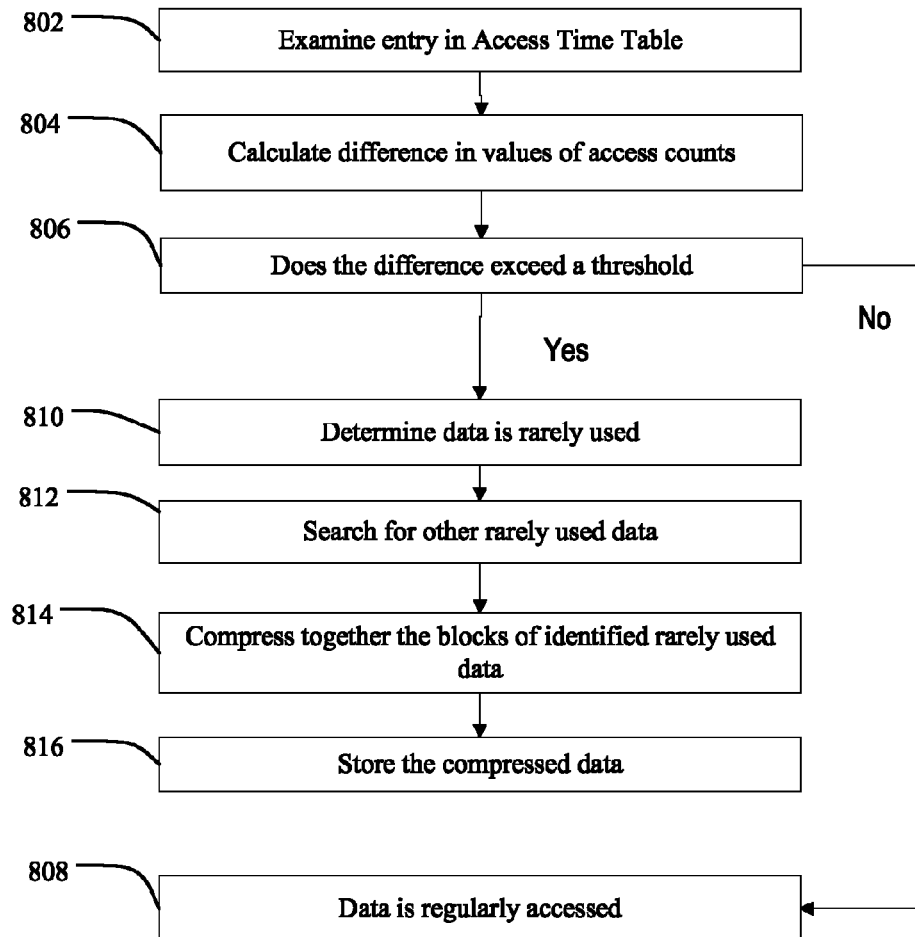 802
Examine entry in Access Time Table
804
Calculate difference in values of access counts
806
Does the difference exceed a threshold
No
Yes
810
Determine data is rarely used
812
Search for other rarely used data
814
Compress together the blocks of identified rarely used
data
816
Store the compressed data
808
Data is regularly accessed